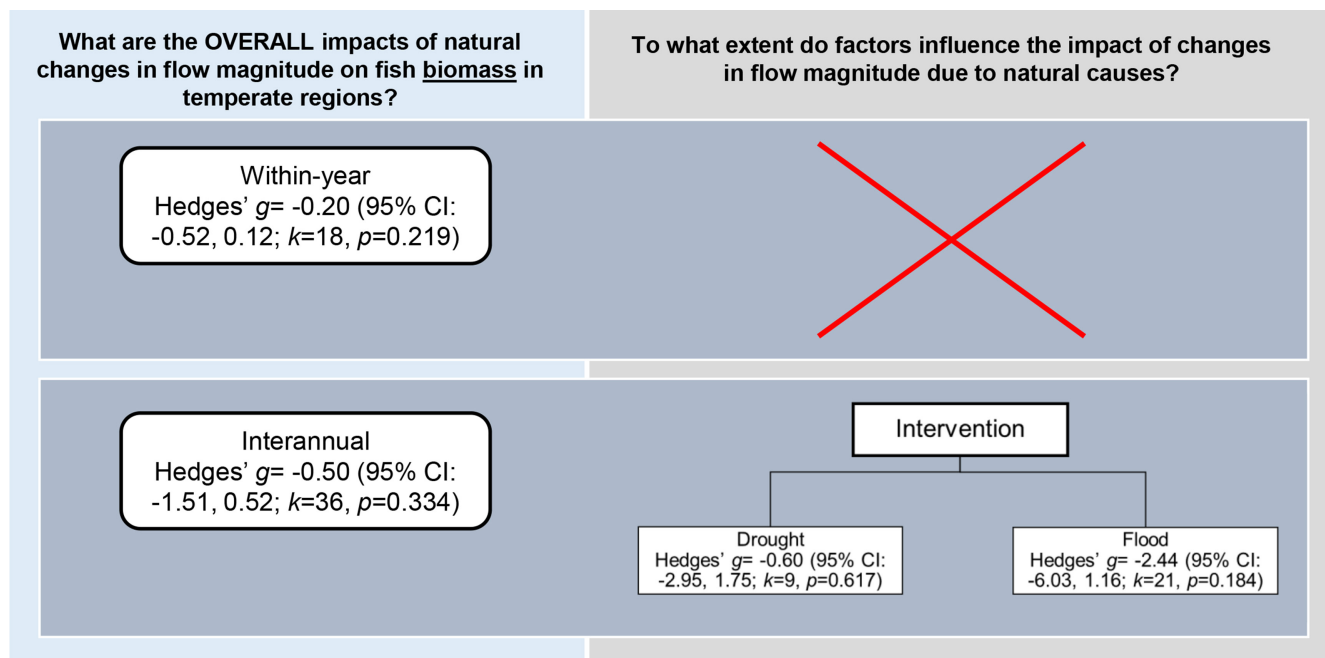 What are the OVERALL impacts of natural
changes in flow magnitude on fish biomass in
temperate regions?
To what extent do factors influence the impact of changes
in flow magnitude due to natural causes?
Within-year
Hedges’ g= -0.20 (95% CI:
-0.52, 0.12; k=18, p=0.219)
Interannual
Hedges’ g= -0.50 (95% CI:
-1.51, 0.52; k=36, p=0.334)
Intervention
Drought
Hedges’ g= -0.60 (95% CI:
-2.95, 1.75; k=9, p=0.617)
Flood
Hedges’ g= -2.44 (95% CI:
-6.03, 1.16; k=21, p=0.184)